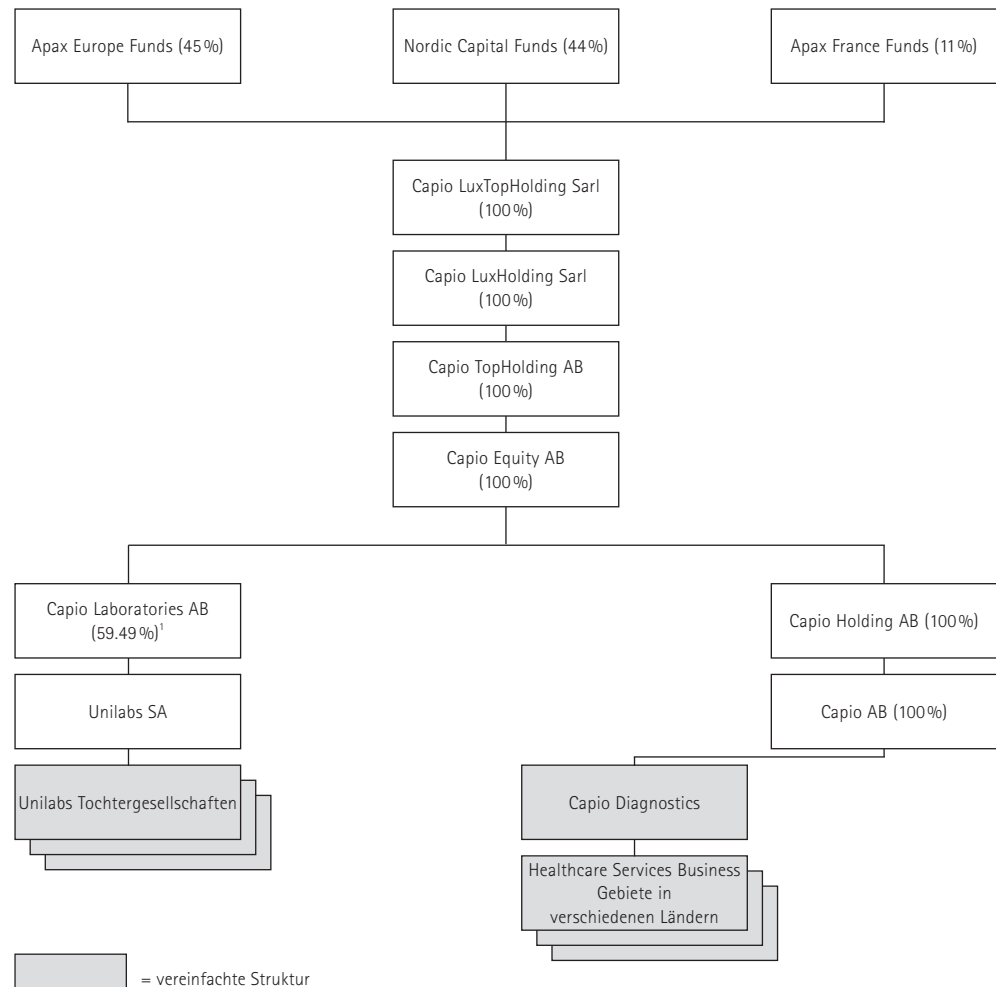 Apax Europe Funds (45 %)
Nordic Capital Funds (44 %)
Apax France Funds (11 %)
Capio LuxTopHolding Sarl
(100 %)
Capio LuxHolding Sarl
(100 %)
Capio TopHolding AB
(100 %)
Capio Equity AB
(100 %)
Capio Laboratories AB
(59.49 %)¹
Capio Holding AB (100 %)
Unilabs SA
Capio AB (100 %)
Unilabs Tochtergesellschaften
Capio Diagnostics
Healthcare Services Business
Gebiete in
verschiedenen Ländern
= vereinfachte Struktur